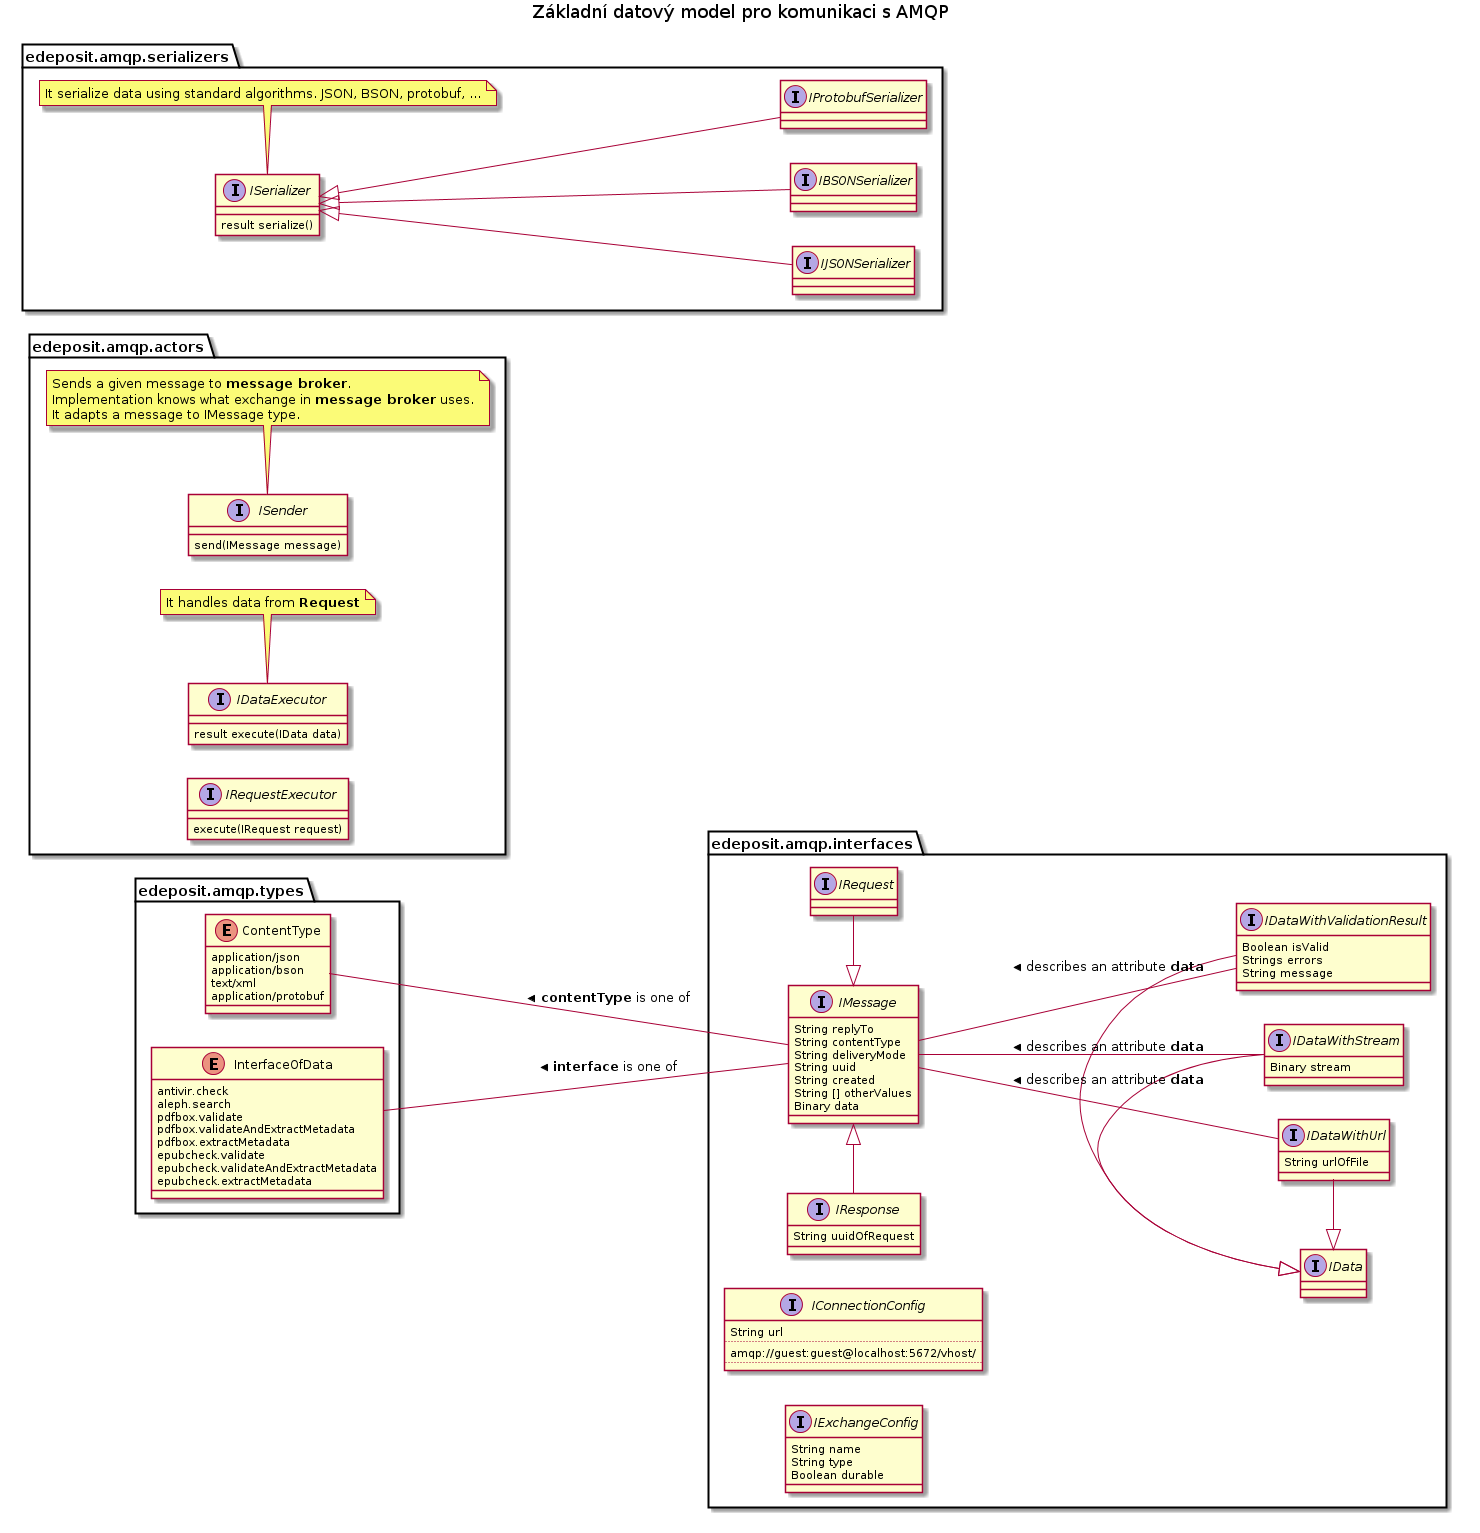 Základní datový model pro komunikaci s AMQP
edeposit.amqp.serializers
It serialize data using standard algorithms. JSON, BSON, protobuf, ...
I IProtobufSerializer
I ISerializer
result serialize()
I IBSONSerializer
I IJSONSerializer
edeposit.amqp.actors
Sends a given message to message broker.
Implementation knows what exchange in message broker uses.
It adapts a message to IMessage type.
I ISender
send(IMessage message)
It handles data from Request
I IDataExecutor
result execute(IData data)
I IRequestExecutor
execute(IRequest request)
edeposit.amqp.types
E ContentType
application/json
application/bson
text/xml
application/protobuf
E InterfaceOfData
antivir.check
aleph.search
pdfbox.validate
pdfbox.validateAndExtractMetadata
pdfbox.extractMetadata
epubcheck.validate
epubcheck.validateAndExtractMetadata
epubcheck.extractMetadata
◄ contentType is one of
◄ interface is one of
edeposit.amqp.interfaces
I IRequest
I IMessage
String replyTo
String contentType
String deliveryMode
String uuid
String created
String [] otherValues
Binary data
I IResponse
String uuidOfRequest
I IConnectionConfig
String url
amqp://guest:guest@localhost:5672/vhost/
I IExchangeConfig
String name
String type
Boolean durable
◄ describes an attribute data
◄ describes an attribute data
◄ describes an attribute data
I IDataWithValidationResult
Boolean isValid
Strings errors
String message
I IDataWithStream
Binary stream
I IDataWithUrl
String urlOfFile
I IData